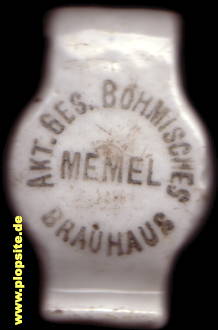 AKT. GES. BÖHMISCHES
MEMEL
BRAUHAUS
www.plopsite.de